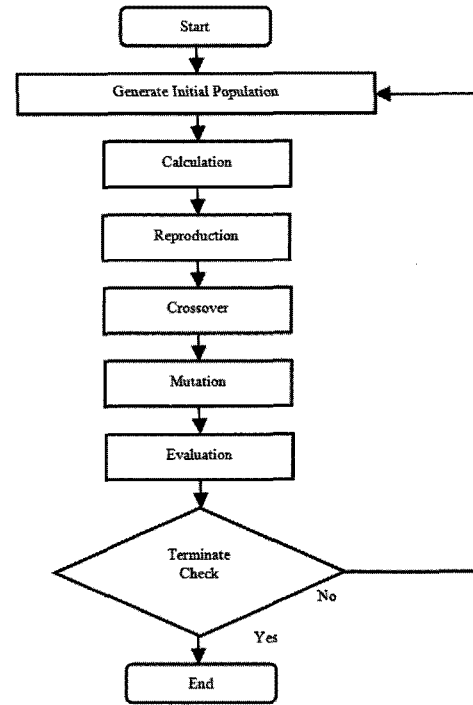 Start
Generate Initial Population
Calculation
Reproduction
Crossover
Mutation
Evaluation
Terminate
Check
No
Yes
End